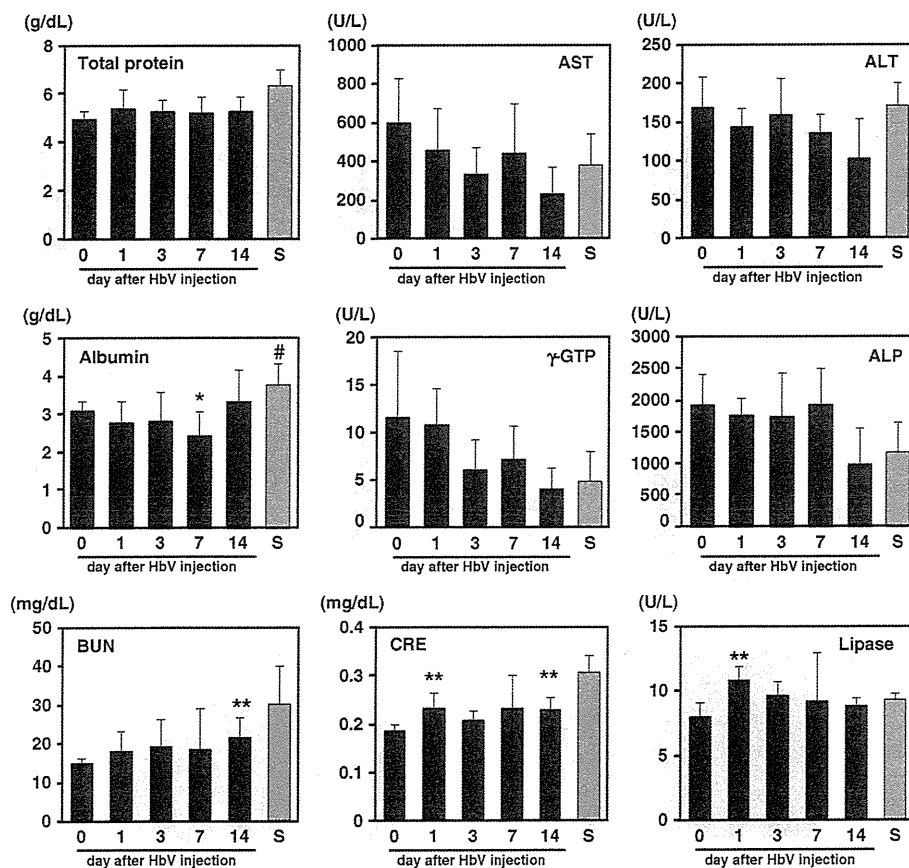 (g/dL)
Total protein
8
6
4
2
0
0 1 3 7 14 S
day after HbV injection
(U/L)
AST
1000
800
600
400
200
0
0 1 3 7 14 S
day after HbV injection
(U/L)
ALT
250
200
150
100
50
0
0 1 3 7 14 S
day after HbV injection
(g/dL)
Albumin
#
*
5
4
3
2
1
0
0 1 3 7 14 S
day after HbV injection
(U/L)
γ-GTP
20
15
10
5
0
0 1 3 7 14 S
day after HbV injection
(U/L)
ALP
3000
2500
2000
1500
1000
500
0
0 1 3 7 14 S
day after HbV injection
(mg/dL)
BUN
**
50
40
30
20
10
0
0 1 3 7 14 S
day after HbV injection
(mg/dL)
CRE
** **
0.4
0.3
0.2
0.1
0
0 1 3 7 14 S
day after HbV injection
(U/L)
Lipase
**
15
10
5
0
0 1 3 7 14 S
day after HbV injection